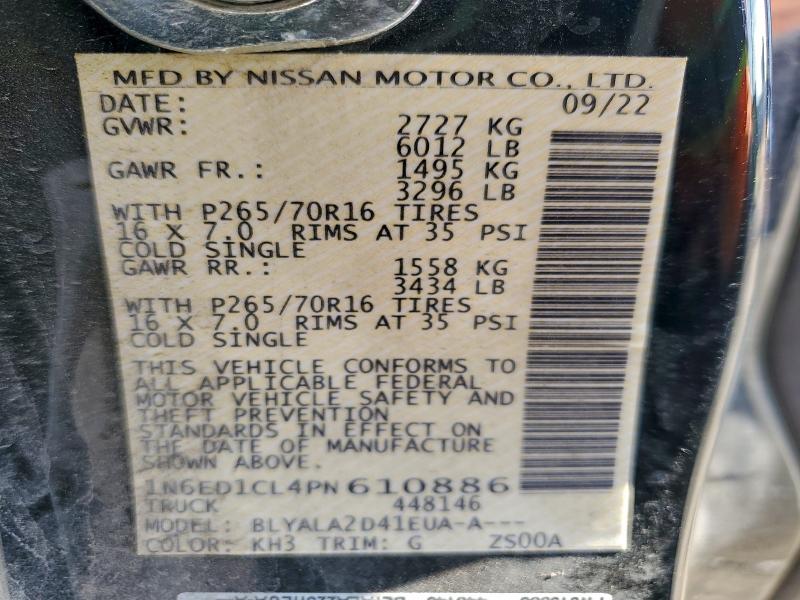 MFD BY NISSAN MOTOR CO., LTD.
DATE: 09/22
GVWR: 2727 KG
6012 LB
GAWR FR.: 1495 KG
3296 LB
WITH P265/70R16 TIRES
16 X 7.0 RIMS AT 35 PSI
COLD SINGLE
GAWR RR.: 1558 KG
3434 LB
WITH P265/70R16 TIRES
16 X 7.0 RIMS AT 35 PSI
COLD SINGLE
THIS VEHICLE CONFORMS TO
ALL APPLICABLE FEDERAL
MOTOR VEHICLE SAFETY AND
THEFT PREVENTION
STANDARDS IN EFFECT ON
THE DATE OF MANUFACTURE
SHOWN ABOVE.
1N6ED1CL4PN610886
TRUCK 448146
MODEL: BLYALA2D41EUA-A---
COLOR: KH3 TRIM: G ZS00A